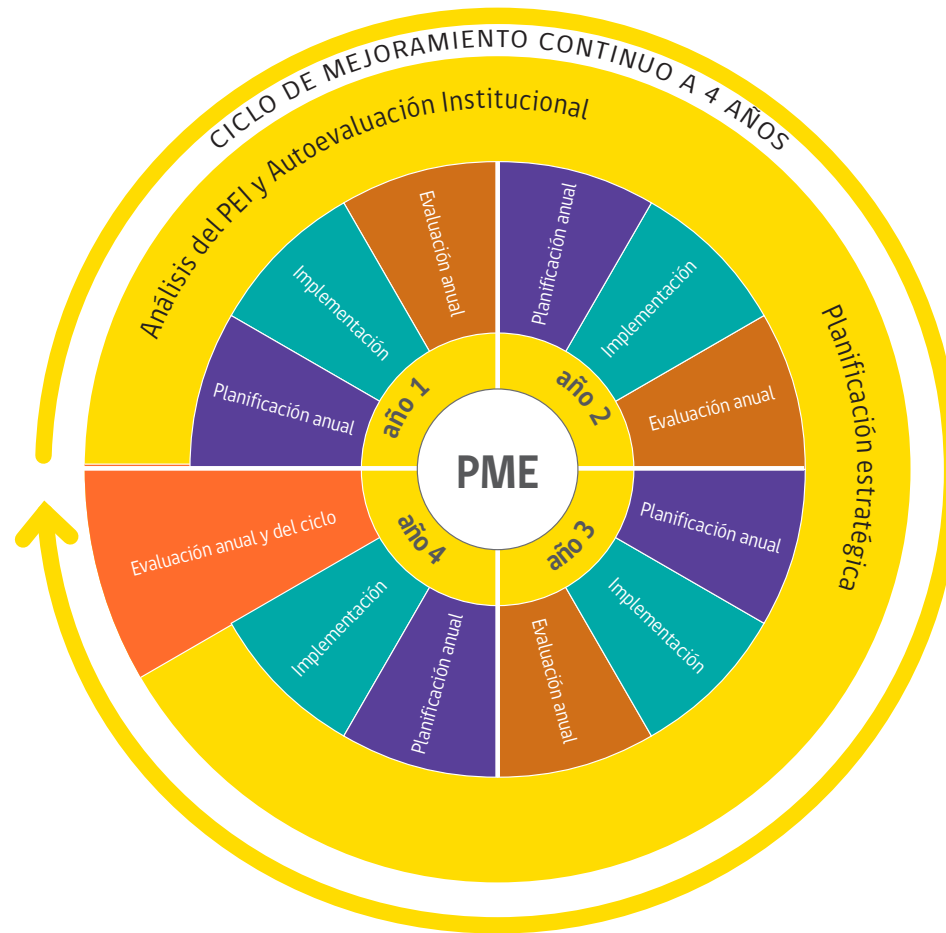 CICLO DE MEJORAMIENTO CONTINUO A 4 AÑOS
Análisis del PEI y Autoevaluación Institucional
Planificación estratégica
PME
año 1
Planificación anual
Implementación
Evaluación anual
año 2
Planificación anual
Implementación
Evaluación anual
año 3
Planificación anual
Implementación
Evaluación anual
año 4
Planificación anual
Implementación
Evaluación anual y del ciclo